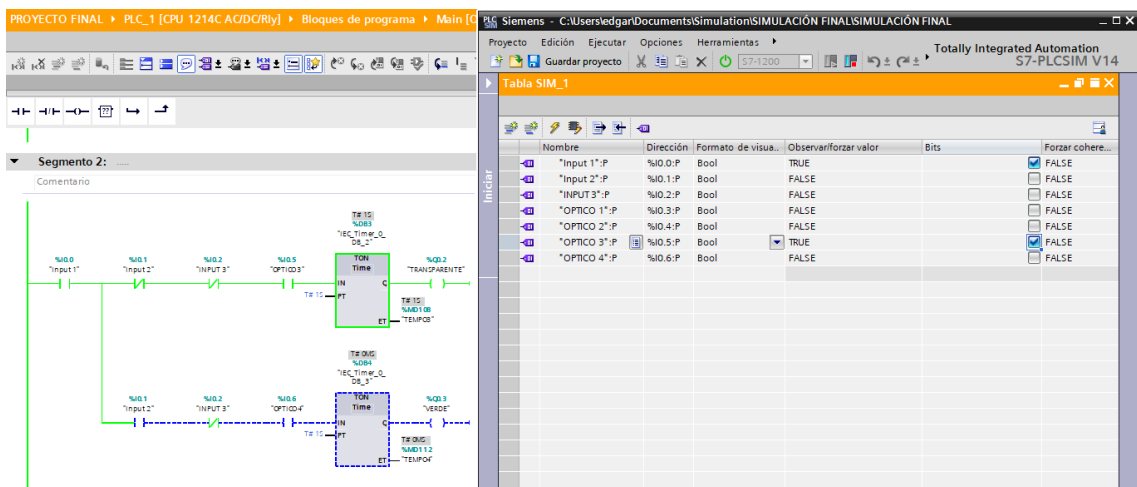 PROYECTO FINAL ▸ PLC_1 [CPU 1214C AC/DC/Rly] ▸ Bloques de programa ▸ Main [O
Segmento 2: .....
Comentario
T# 1S
%DB3
"IEC_Timer_0_
DB_2"
%I0.0 %I0.1 %I0.2 %I0.5 TON %Q0.2
"Input 1" "Input 2" "INPUT 3" "OPTICO3" Time "TRANSPARENTE"
IN Q
T# 1S PT T# 1S
%MD108
ET "TEMPO3"
T# 0MS
%DB4
"IEC_Timer_0_
DB_3"
%I0.1 %I0.2 %I0.6 TON %Q0.3
"Input 2" "INPUT 3" "OPTICO4" Time "VERDE"
IN Q
T# 1S PT T# 0MS
%MD112
ET "TEMPO4"
PLC SIM Siemens - C:\Users\edgar\Documents\Simulation\SIMULACIÓN FINAL\SIMULACIÓN FINAL
Proyecto Edición Ejecutar Opciones Herramientas
Totally Integrated Automation
S7-PLCSIM V14
Guardar proyecto S7-1200
Iniciar
Tabla SIM_1
Nombre Dirección Formato de visua.. Observar/forzar valor Bits Forzar cohere...
"Input 1":P %I0.0:P Bool TRUE FALSE
"Input 2":P %I0.1:P Bool FALSE FALSE
"INPUT 3":P %I0.2:P Bool FALSE FALSE
"OPTICO 1":P %I0.3:P Bool FALSE FALSE
"OPTICO 2":P %I0.4:P Bool FALSE FALSE
"OPTICO 3":P %I0.5:P Bool TRUE FALSE
"OPTICO 4":P %I0.6:P Bool FALSE FALSE